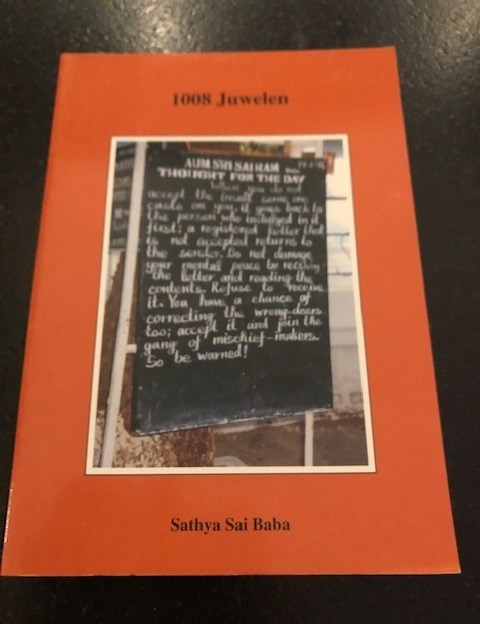 1008 Juwelen
AUM SRI SAI RAM
THOUGHT FOR THE DAY
When you do not
accept the insult some one
casts on you, it goes back to
the person who indulged in it
first; a registered letter that
is not accepted returns to
the sender. Do not damage
your mental peace by receiving
the letter and reading the
contents. Refuse to receive
it. You have a chance of
correcting the wrong-doers
too; accept it and join the
gang of mischief-makers.
So be warned!
Sathya Sai Baba